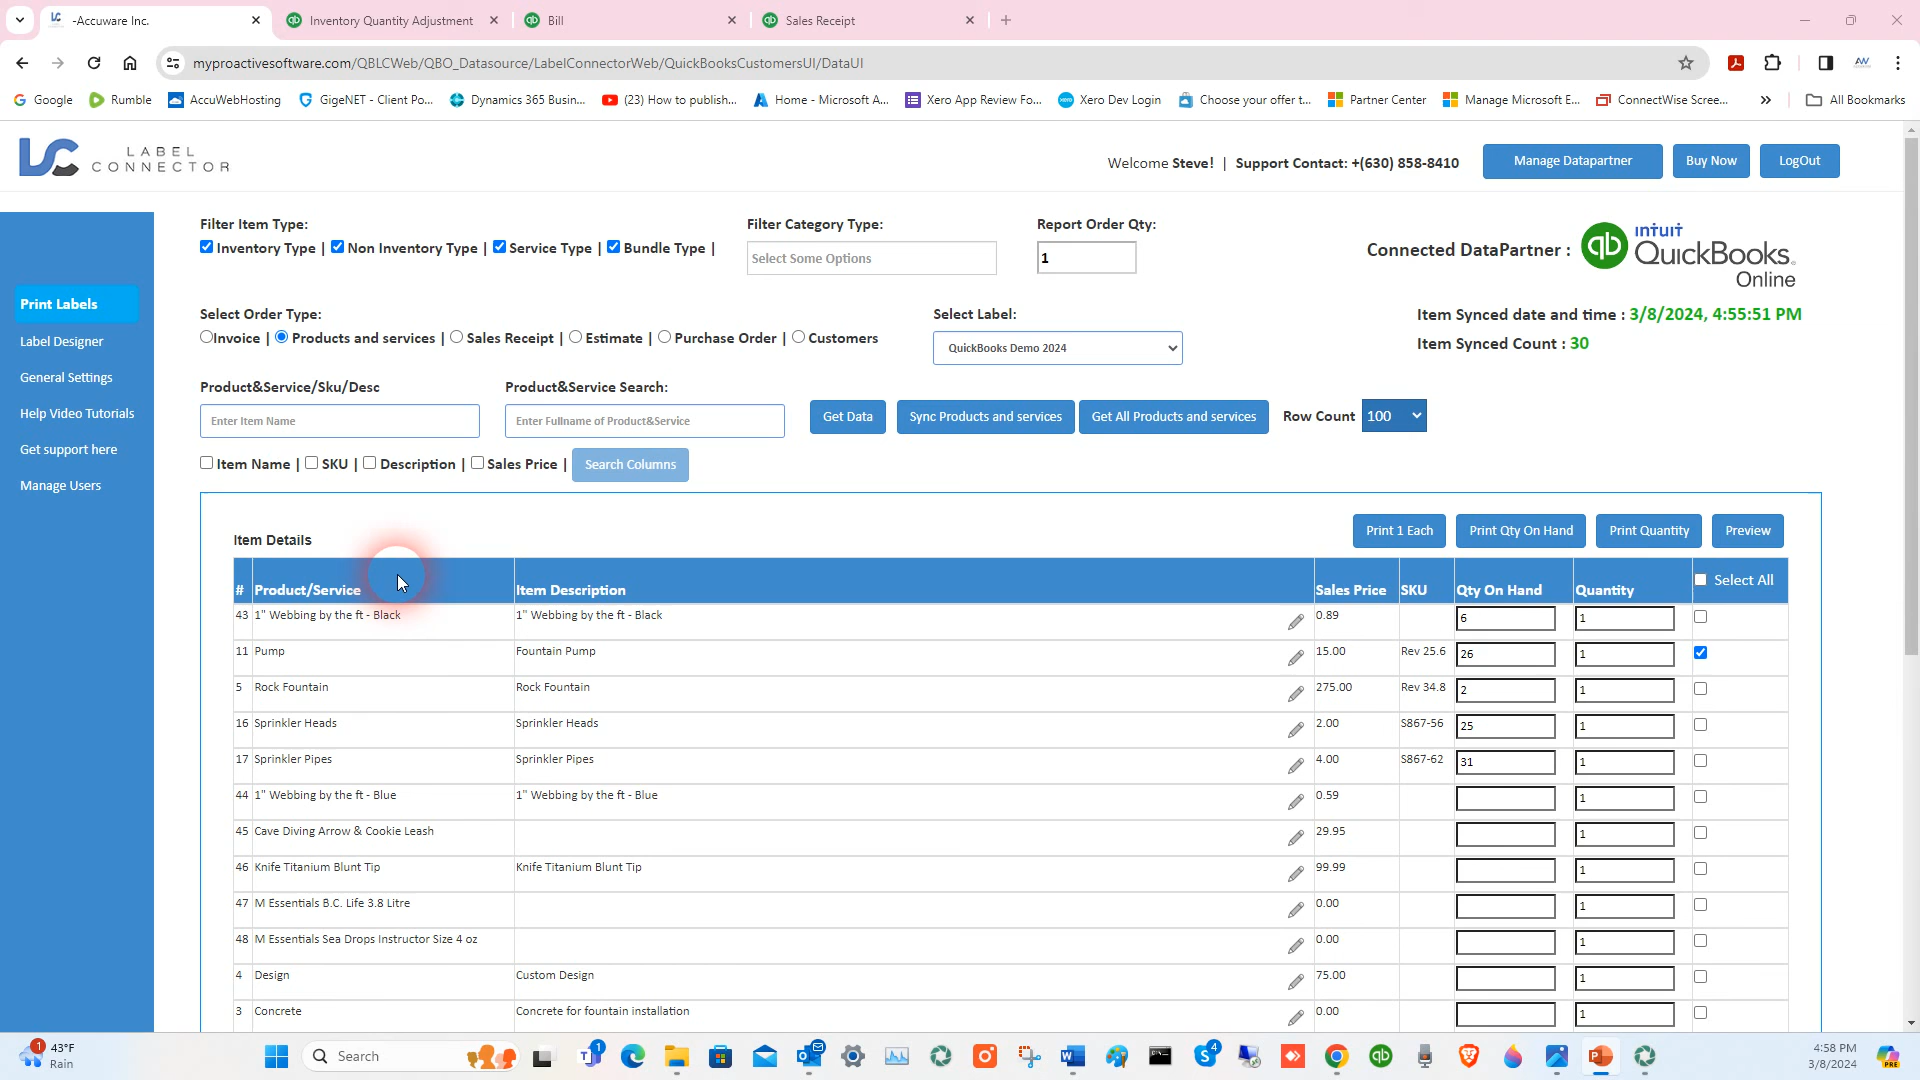 -Accuware Inc.
Inventory Quantity Adjustment
Bill
Sales Receipt
myproactivesoftware.com/QBLCWeb/QBO_Datasource/LabelConnectorWeb/QuickBooksCustomersUI/DataUI
Google
Rumble
AccuWebHosting
GigeNET - Client Po...
Dynamics 365 Busin...
(23) How to publish...
Home - Microsoft A...
Xero App Review Fo...
Xero Dev Login
Choose your offer t...
Partner Center
Manage Microsoft E...
ConnectWise Scree...
All Bookmarks
LABEL
CONNECTOR
Welcome Steve! | Support Contact: +(630) 858-8410
Manage Datapartner
Buy Now
LogOut
Print Labels
Label Designer
General Settings
Help Video Tutorials
Get support here
Manage Users
Filter Item Type:
Inventory Type | Non Inventory Type | Service Type | Bundle Type |
Filter Category Type:
Select Some Options
Report Order Qty:
1
Connected DataPartner :
qb
intuit
QuickBooks.
Online
Select Order Type:
Invoice | Products and services | Sales Receipt | Estimate | Purchase Order | Customers
Select Label:
QuickBooks Demo 2024
Item Synced date and time : 3/8/2024, 4:55:51 PM
Item Synced Count : 30
Product&Service/Sku/Desc
Enter Item Name
Product&Service Search:
Enter Fullname of Product&Service
Get Data
Sync Products and services
Get All Products and services
Row Count
100
Item Name | SKU | Description | Sales Price |
Search Columns
Item Details
Print 1 Each
Print Qty On Hand
Print Quantity
Preview
# Product/Service Item Description Sales Price SKU Qty On Hand Quantity Select All
43 1" Webbing by the ft - Black 1" Webbing by the ft - Black 0.89 6 1
11 Pump Fountain Pump 15.00 Rev 25.6 26 1
5 Rock Fountain Rock Fountain 275.00 Rev 34.8 2 1
16 Sprinkler Heads Sprinkler Heads 2.00 S867-56 25 1
17 Sprinkler Pipes Sprinkler Pipes 4.00 S867-62 31 1
44 1" Webbing by the ft - Blue 1" Webbing by the ft - Blue 0.59 1
45 Cave Diving Arrow & Cookie Leash 29.95 1
46 Knife Titanium Blunt Tip Knife Titanium Blunt Tip 99.99 1
47 M Essentials B.C. Life 3.8 Litre 0.00 1
48 M Essentials Sea Drops Instructor Size 4 oz 0.00 1
4 Design Custom Design 75.00 1
3 Concrete Concrete for fountain installation 0.00 1
1
43°F
Rain
Search
1
4
4:58 PM
3/8/2024
PRE